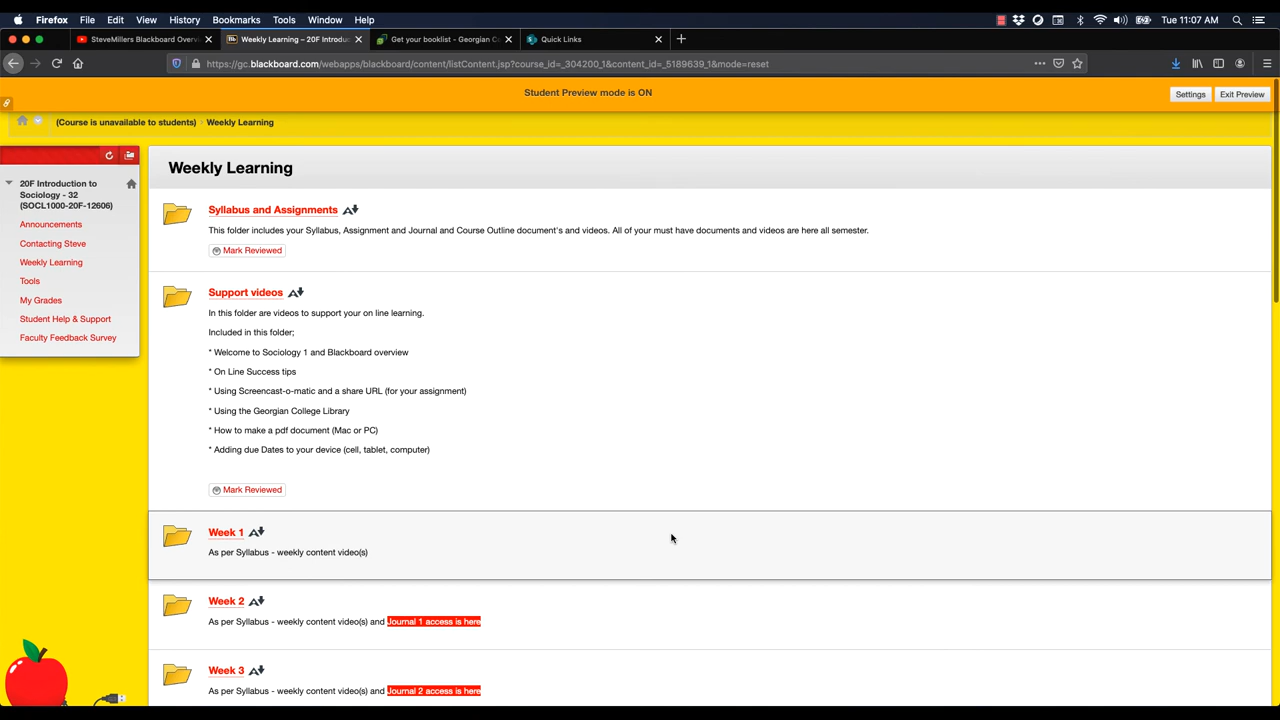 Firefox File Edit View History Bookmarks Tools Window Help Tue 11:07 AM
SteveMillers Blackboard Overvi
Weekly Learning – 20F Introduc
Get your booklist - Georgian C
Quick Links
https://gc.blackboard.com/webapps/blackboard/content/listContent.jsp?course_id=_304200_1&content_id=_5189639_1&mode=reset
Student Preview mode is ON
Settings
Exit Preview
(Course is unavailable to students) Weekly Learning
20F Introduction to
Sociology - 32
(SOCL1000-20F-12606)
Announcements
Contacting Steve
Weekly Learning
Tools
My Grades
Student Help & Support
Faculty Feedback Survey
Weekly Learning
Syllabus and Assignments
This folder includes your Syllabus, Assignment and Journal and Course Outline document's and videos. All of your must have documents and videos are here all semester.
Mark Reviewed
Support videos
In this folder are videos to support your on line learning.
Included in this folder;
* Welcome to Sociology 1 and Blackboard overview
* On Line Success tips
* Using Screencast-o-matic and a share URL (for your assignment)
* Using the Georgian College Library
* How to make a pdf document (Mac or PC)
* Adding due Dates to your device (cell, tablet, computer)
Mark Reviewed
Week 1
As per Syllabus - weekly content video(s)
Week 2
As per Syllabus - weekly content video(s) and Journal 1 access is here
Week 3
As per Syllabus - weekly content video(s) and Journal 2 access is here